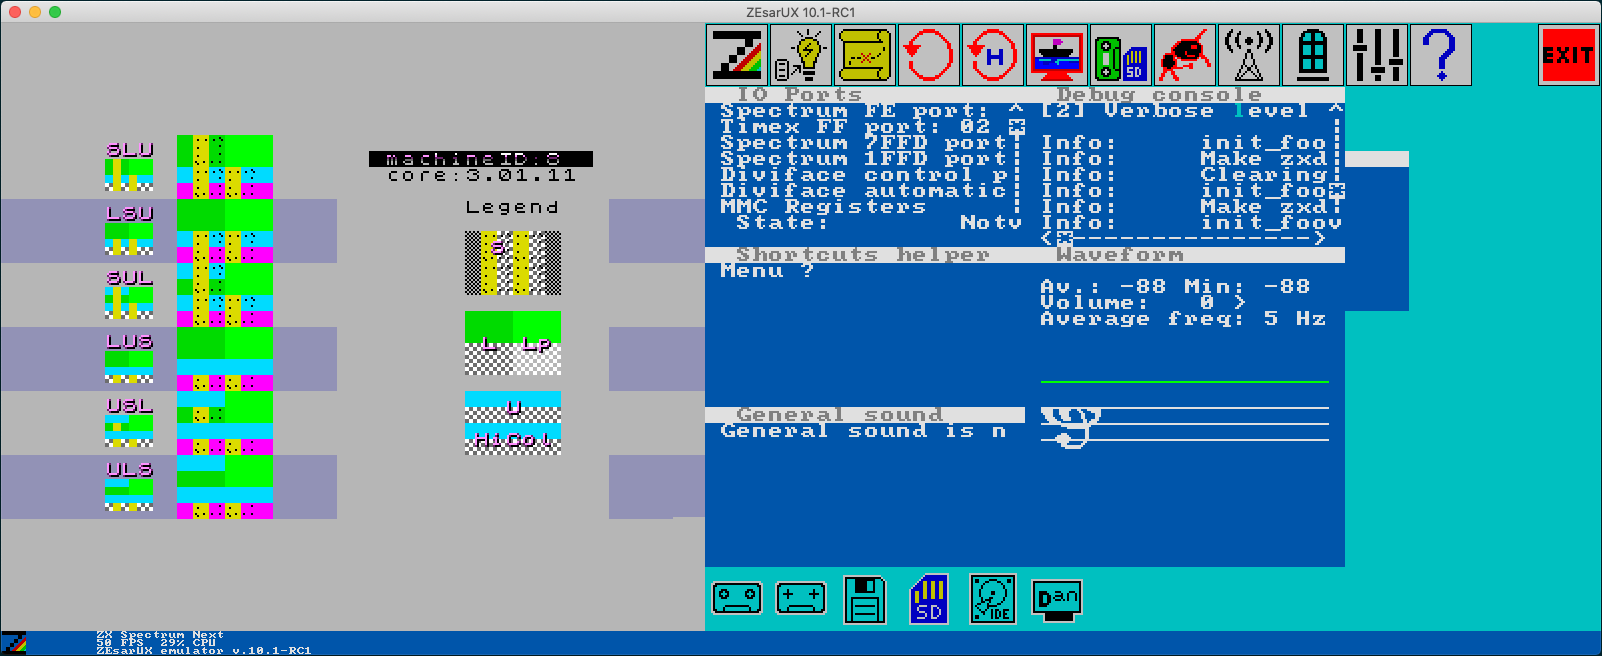 ZEsarUX 10.1-RC1
SD
H
EXIT
IO Ports
Spectrum FE port: ^
Timex FF port: 02
Spectrum 7FFD port
Spectrum 1FFD port
Diviface control p
Diviface automatic
MMC Registers
State: Notv
Debug console
[2] Verbose level ^
Info: init_foo
Info: Make zxd
Info: Clearing
Info: init_foo
Info: Make zxd
Info: init_foov
Shortcuts helper
Menu ?
Waveform
Av.: -88 Min: -88
Volume: 0 >
Average freq: 5 Hz
General sound
General sound is n
SLU
LSU
SUL
LUS
USL
ULS
machineID:8
core:3.01.11
Legend
S
L Lp
U
HiCol
SD
IDE
Dan
ZX Spectrum Next
50 FPS 29% CPU
ZEsarUX emulator v.10.1-RC1